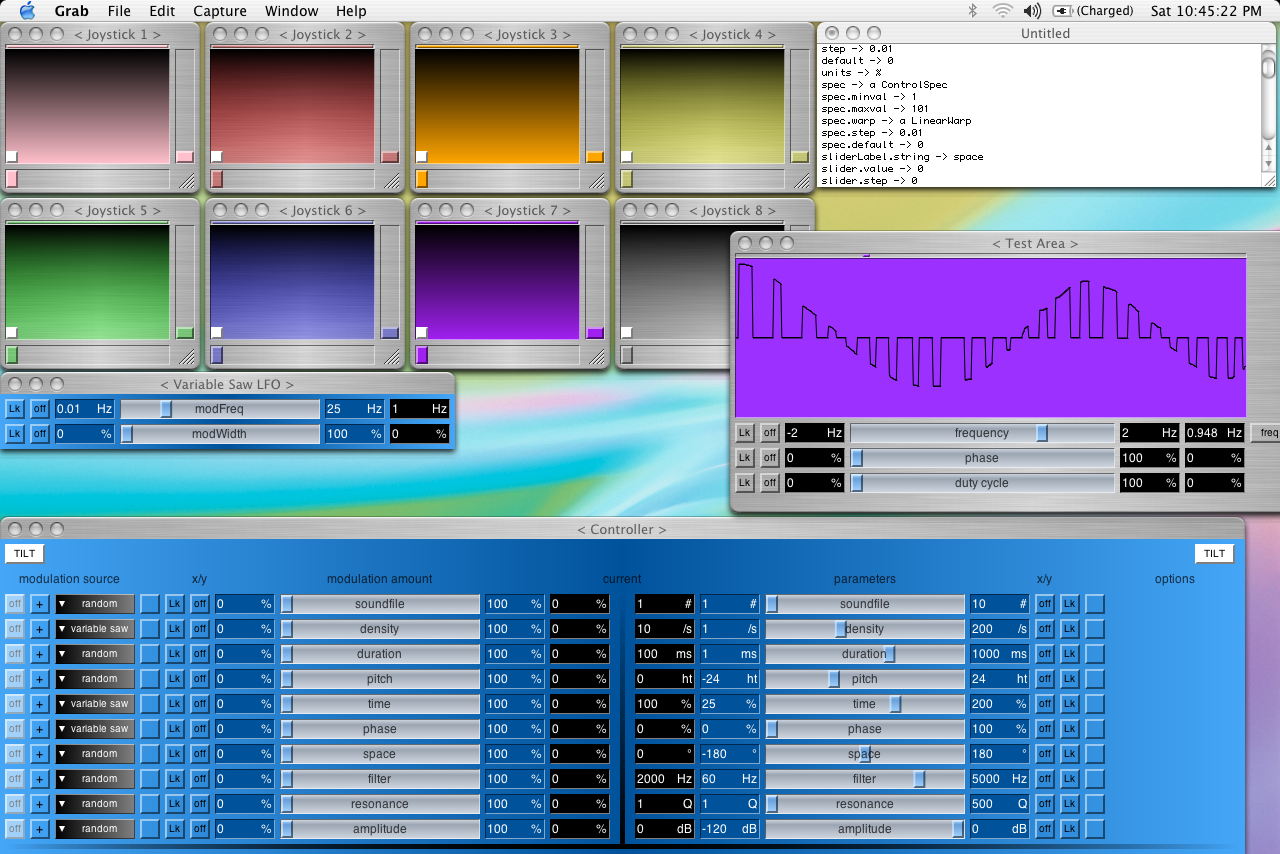 Grab File Edit Capture Window Help (Charged) Sat 10:45:22 PM
< Joystick 1 > < Joystick 2 > < Joystick 3 > < Joystick 4 > Untitled
step -> 0.01
default -> 0
units -> %
spec -> a ControlSpec
spec.minval -> 1
spec.maxval -> 101
spec.warp -> a LinearWarp
spec.step -> 0.01
spec.default -> 0
sliderLabel.string -> space
slider.value -> 0
slider.step -> 0
< Joystick 5 > < Joystick 6 > < Joystick 7 > < Joystick 8
< Test Area >
< Variable Saw LFO >
Lk off 0.01 Hz modFreq 25 Hz 1 Hz
Lk off 0 % modWidth 100 % 0 %
Lk off -2 Hz frequency 2 Hz 0.948 Hz freq
Lk off 0 % phase 100 % 0 %
Lk off 0 % duty cycle 100 % 0 %
< Controller >
TILT TILT
modulation source x/y modulation amount current parameters x/y options
off + ▼ random Lk off 0 % soundfile 100 % 0 % 1 # 1 # soundfile 10 # off Lk
off + ▼ variable saw Lk off 0 % density 100 % 0 % 10 /s 1 /s density 200 /s off Lk
off + ▼ random Lk off 0 % duration 100 % 0 % 100 ms 1 ms duration 1000 ms off Lk
off + ▼ random Lk off 0 % pitch 100 % 0 % 0 ht -24 ht pitch 24 ht off Lk
off + ▼ variable saw Lk off 0 % time 100 % 0 % 100 % 25 % time 200 % off Lk
off + ▼ variable saw Lk off 0 % phase 100 % 0 % 0 % 0 % phase 100 % off Lk
off + ▼ random Lk off 0 % space 100 % 0 % 0 ° -180 ° space 180 ° off Lk
off + ▼ random Lk off 0 % filter 100 % 0 % 2000 Hz 60 Hz filter 5000 Hz off Lk
off + ▼ random Lk off 0 % resonance 100 % 0 % 1 Q 1 Q resonance 500 Q off Lk
off + ▼ random Lk off 0 % amplitude 100 % 0 % 0 dB -120 dB amplitude 0 dB off Lk